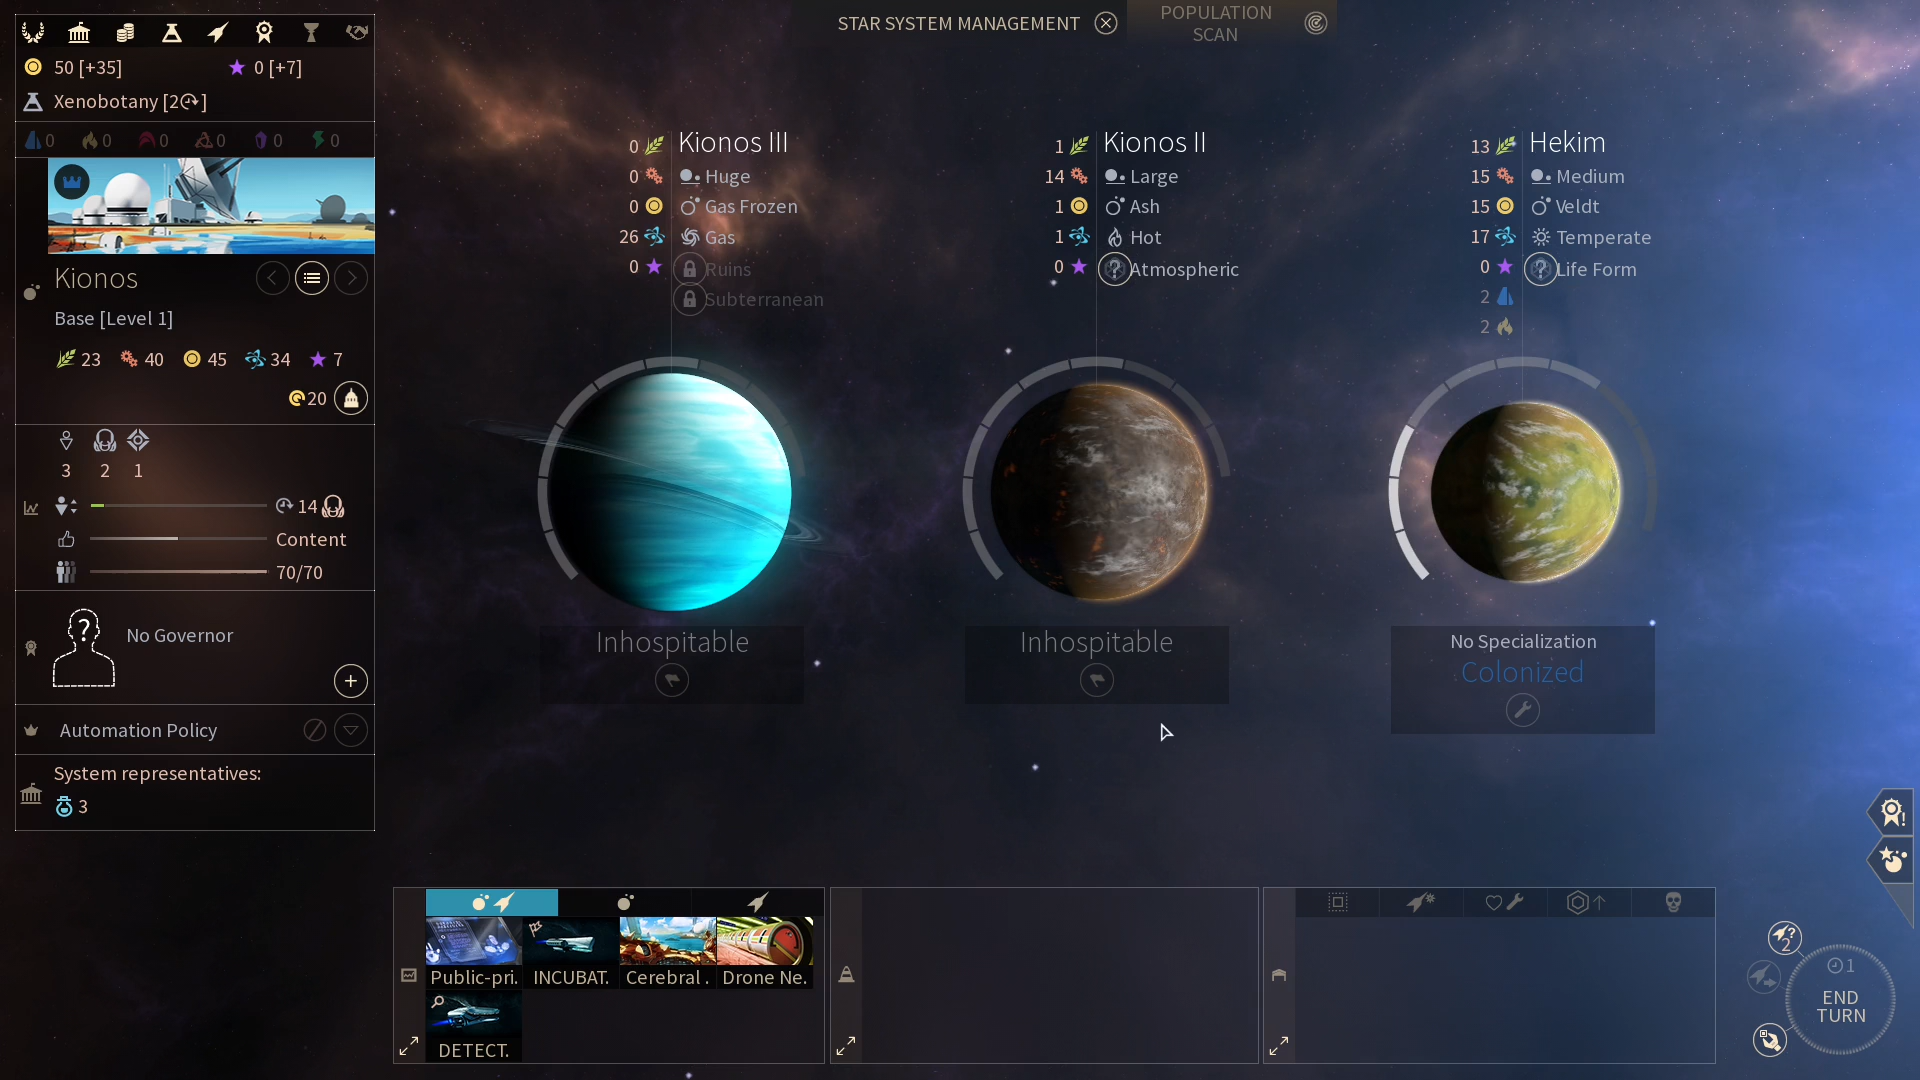 STAR SYSTEM MANAGEMENT
POPULATION
SCAN
50 [+35]
0 [+7]
Xenobotany [2]
0 0 0 0 0 0
Kionos
Base [Level 1]
23 40 45 34 7
20
3 2 1
14
Content
70/70
? No Governor
Automation Policy
System representatives:
3
Kionos III
0
0 Huge
0 Gas Frozen
26 Gas
0 Ruins
Subterranean
Inhospitable
Kionos II
1
14 Large
1 Ash
1 Hot
0 ? Atmospheric
Inhospitable
Hekim
13
15 Medium
15 Veldt
17 Temperate
0 ? Life Form
2
2
No Specialization
Colonized
Public-pri.
INCUBAT.
Cerebral .
Drone Ne.
DETECT.
!
?
2
1
END
TURN